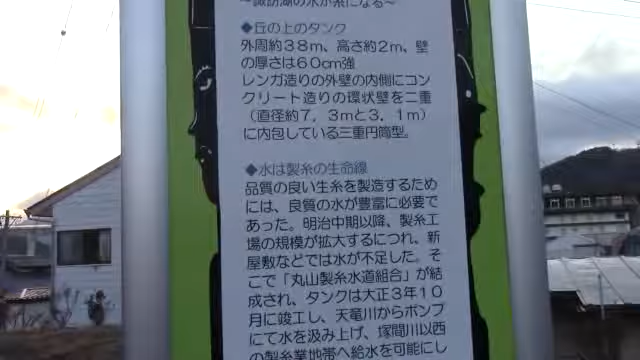 ～諏訪湖の水が糸になる～
◆丘の上のタンク
外周約38m、高さ約2m、壁
の厚さは60cm強
レンガ造りの外壁の内側にコン
クリート造りの環状壁を二重
（直径約7．3mと3．1m）
に内包している三重円筒型。
◆水は製糸の生命線
品質の良い生糸を製造するため
には、良質の水が豊富に必要で
あった。明治中期以降、製糸工
場の規模が拡大するにつれ、新
屋敷などでは水が不足した。そ
こで「丸山製糸水道組合」が結
成され、タンクは大正3年10
月に竣工し、天竜川からポンプ
にて水を汲み上げ、塚間川以西
の製糸業地帯へ給水を可能にし